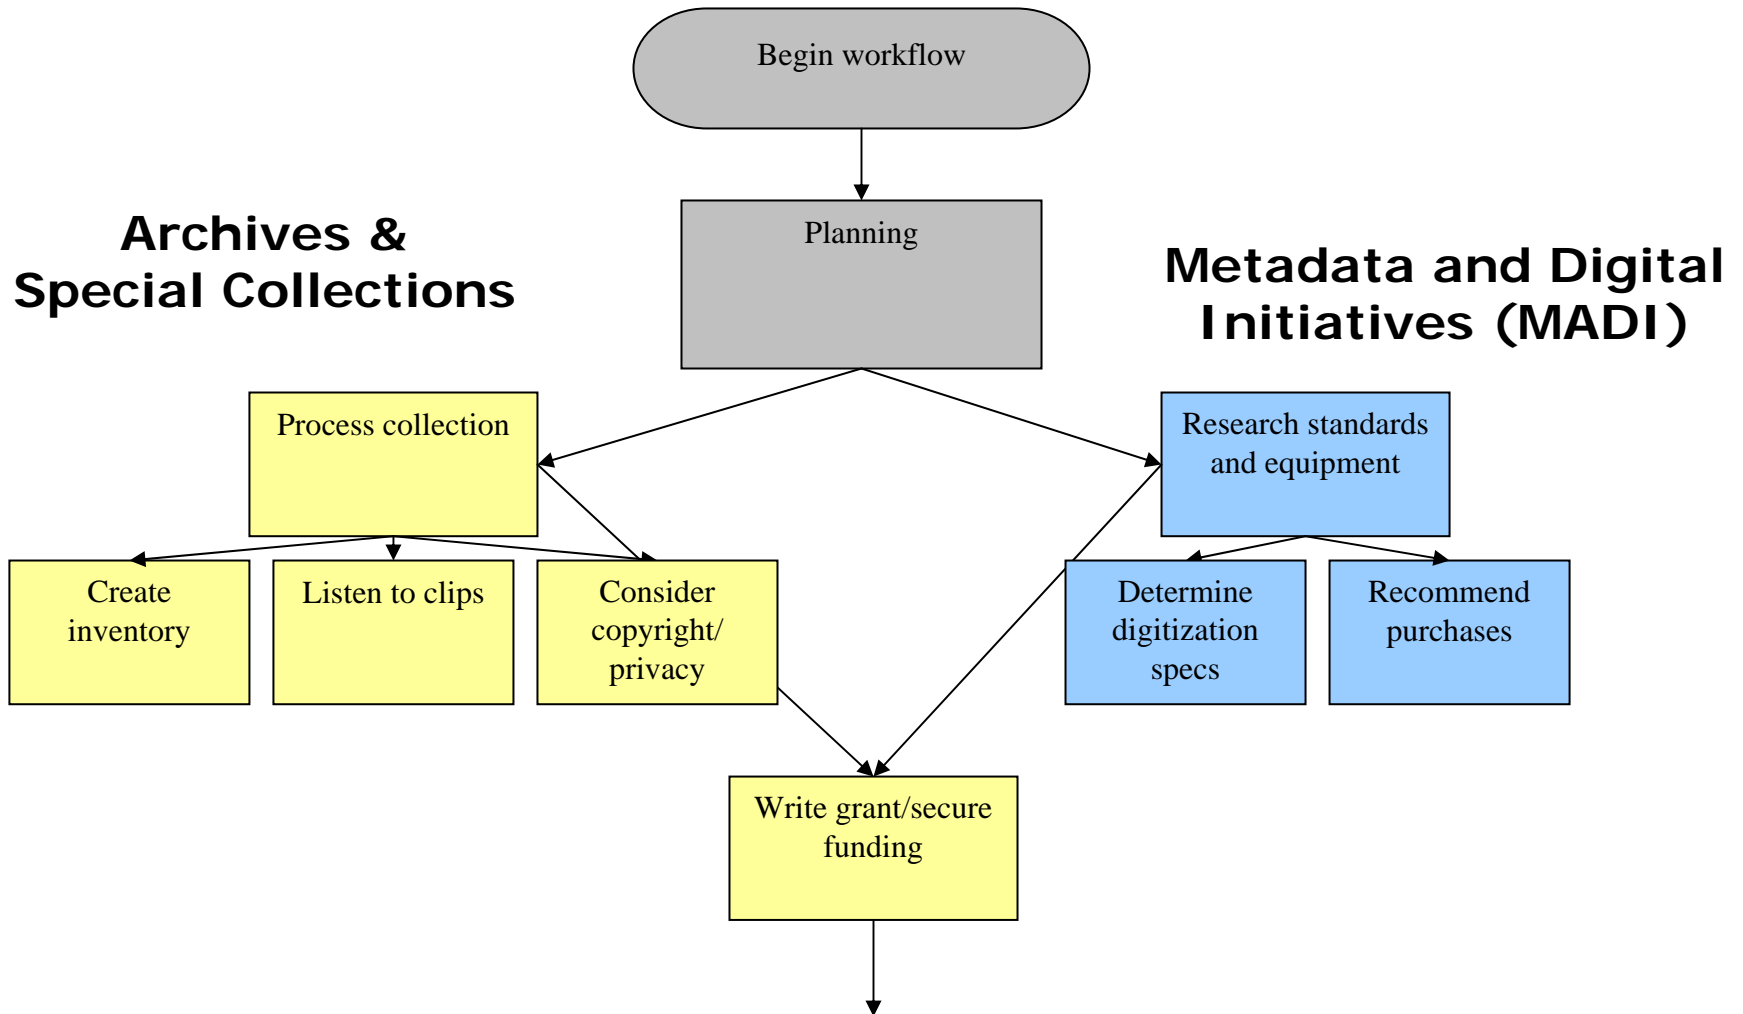 Begin workflow
Planning
Archives &
Special Collections
Metadata and Digital
Initiatives (MADI)
Process collection
Research standards
and equipment
Create
inventory
Listen to clips
Consider
copyright/
privacy
Determine
digitization
specs
Recommend
purchases
Write grant/secure
funding